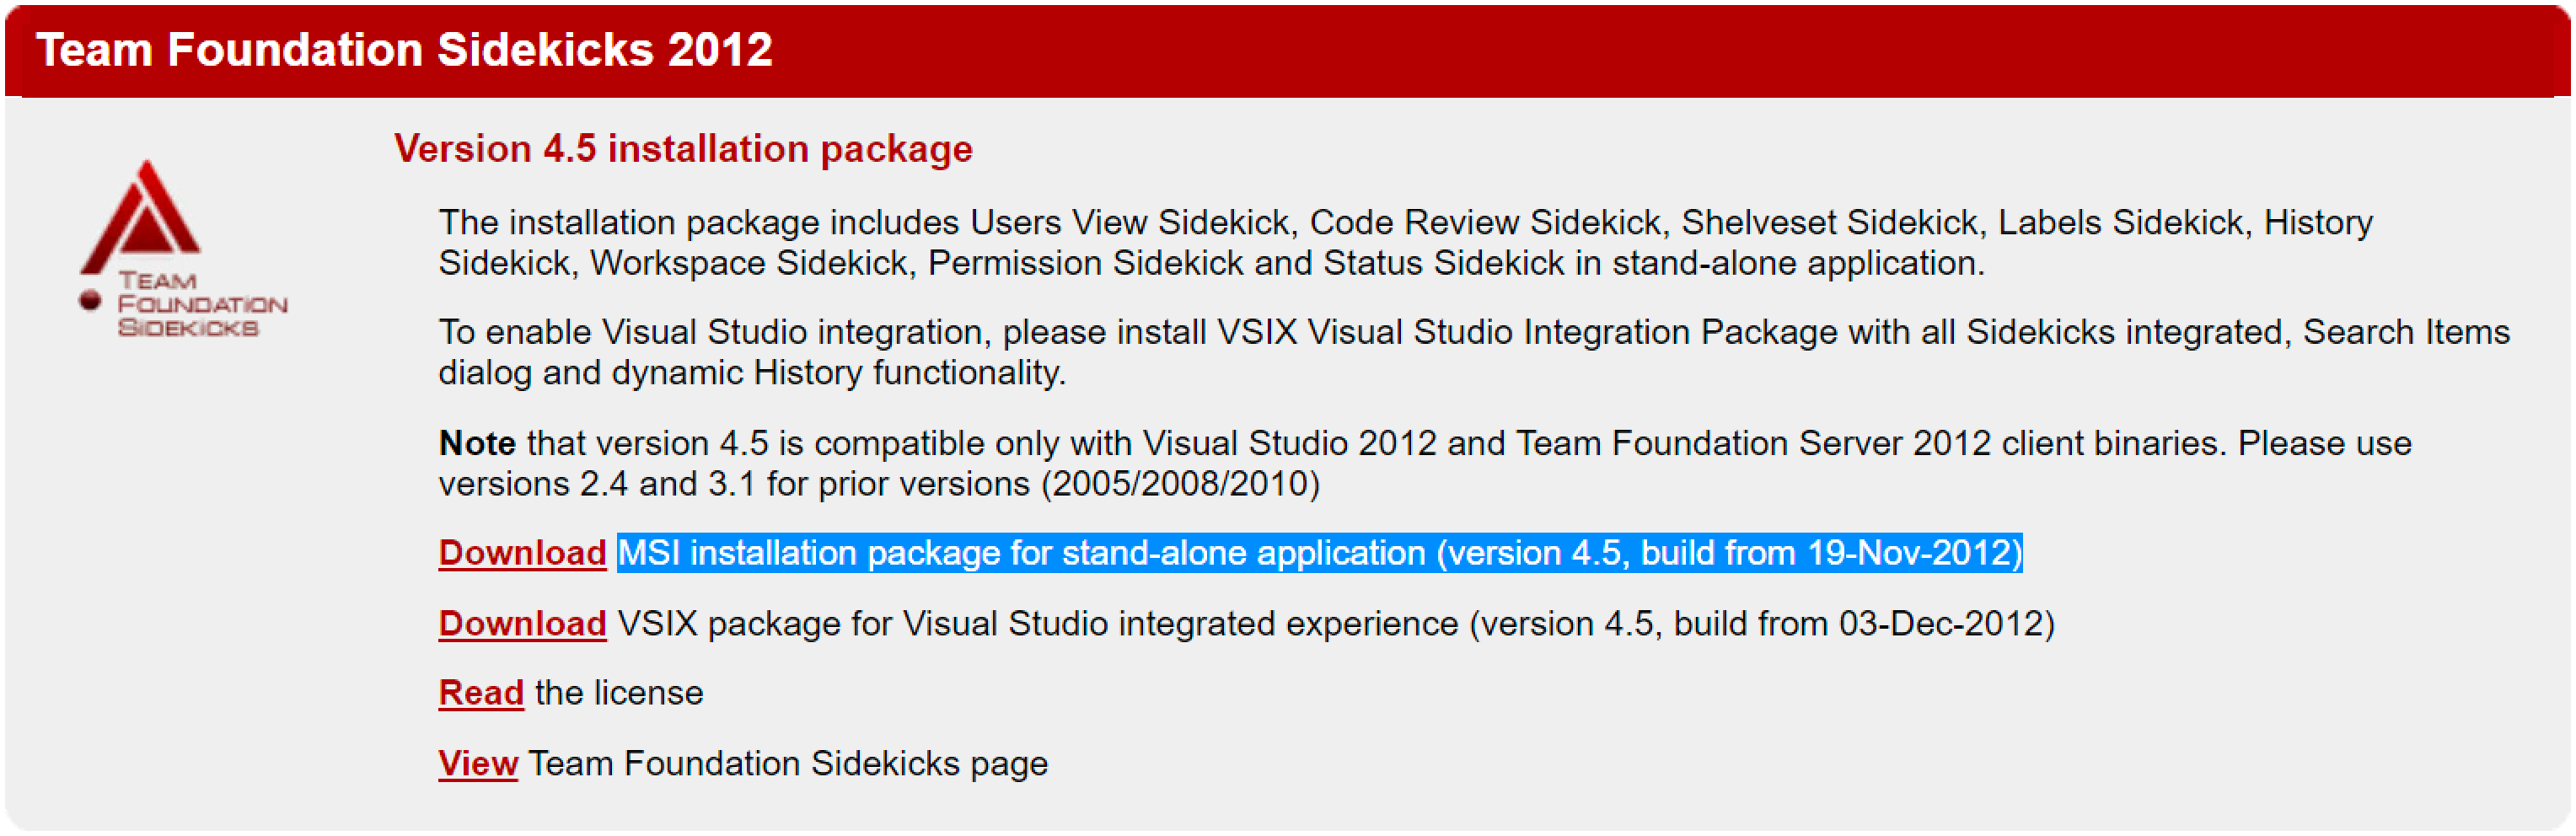 Team Foundation Sidekicks 2012
Version 4.5 installation package
TEAM
FOUNDATION
SIDEKICKS
The installation package includes Users View Sidekick, Code Review Sidekick, Shelveset Sidekick, Labels Sidekick, History
Sidekick, Workspace Sidekick, Permission Sidekick and Status Sidekick in stand-alone application.
To enable Visual Studio integration, please install VSIX Visual Studio Integration Package with all Sidekicks integrated, Search Items
dialog and dynamic History functionality.
Note that version 4.5 is compatible only with Visual Studio 2012 and Team Foundation Server 2012 client binaries. Please use
versions 2.4 and 3.1 for prior versions (2005/2008/2010)
Download MSI installation package for stand-alone application (version 4.5, build from 19-Nov-2012)
Download VSIX package for Visual Studio integrated experience (version 4.5, build from 03-Dec-2012)
Read the license
View Team Foundation Sidekicks page